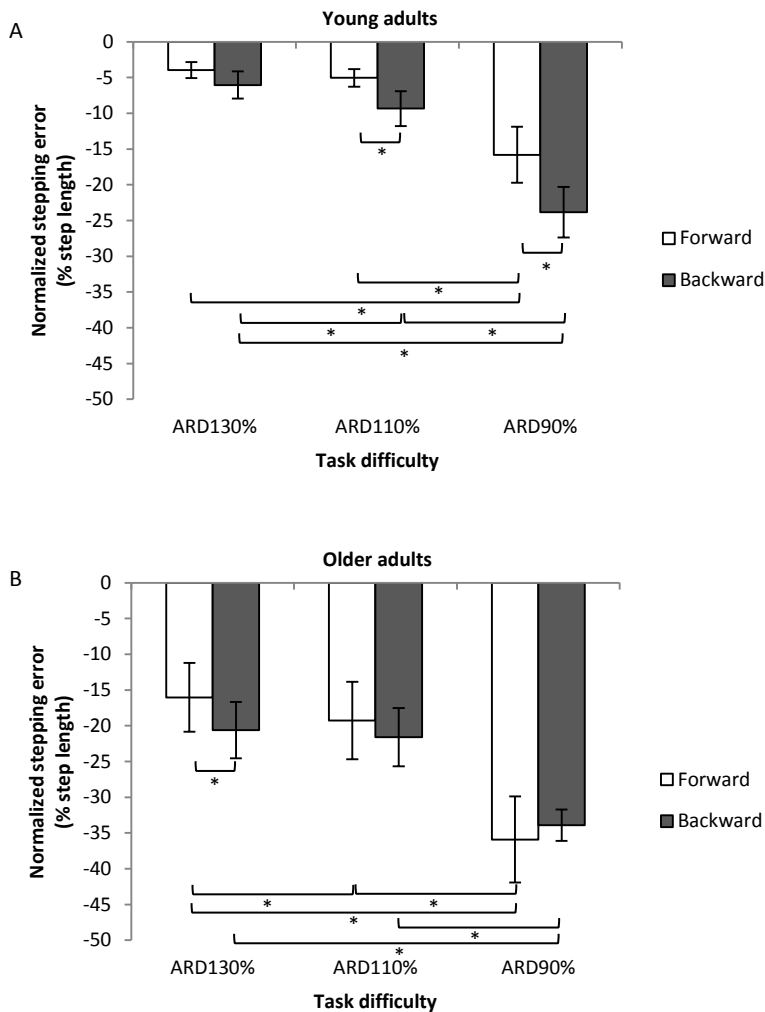 A
Young adults
0
-5
-10
-15
-20
-25
-30
-35
-40
-45
-50
Normalized stepping error
(% step length)
*
*
*
*
*
*
*
Forward
Backward
ARD130%
ARD110%
ARD90%
Task difficulty
B
Older adults
0
-5
-10
-15
-20
-25
-30
-35
-40
-45
-50
Normalized stepping error
(% step length)
*
*
*
*
*
*
Forward
Backward
ARD130%
ARD110%
ARD90%
Task difficulty